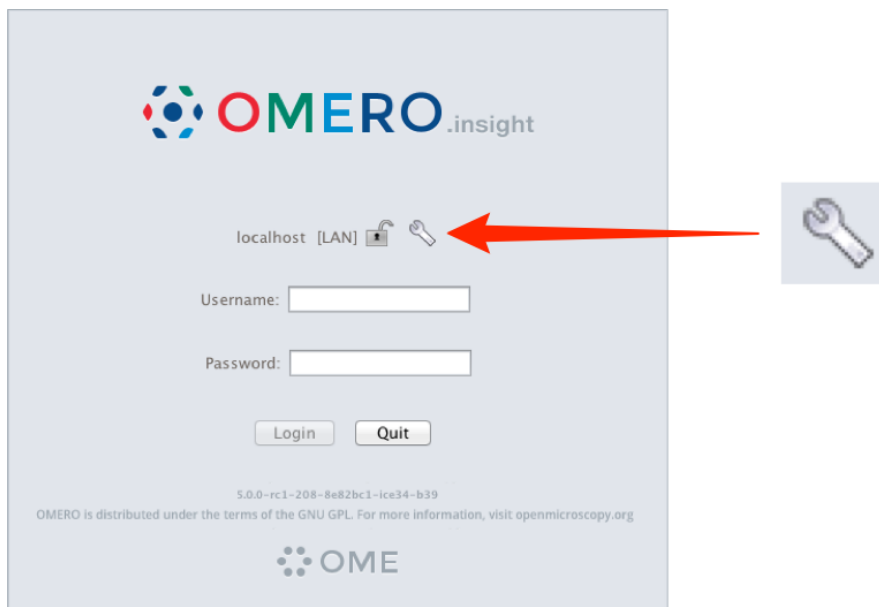 OMERO.insight
localhost [LAN]
Username:
Password:
Login Quit
5.0.0-rc1-208-8e82bc1-ice34-b39
OMERO is distributed under the terms of the GNU GPL. For more information, visit openmicroscopy.org
OME